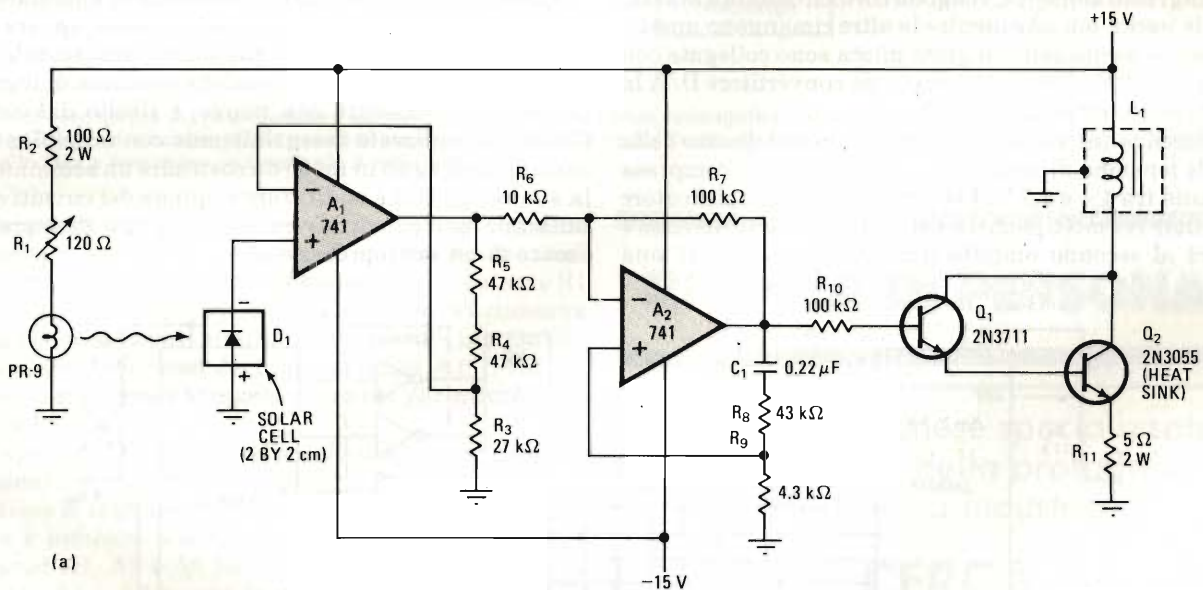 +15 V
L₁
R₂
100 Ω
2 W
R₁
120 Ω
PR-9
D₁
SOLAR
CELL
(2 BY 2 cm)
−
+
−
+
A₁
741
R₆
10 kΩ
R₇
100 kΩ
R₅
47 kΩ
R₄
47 kΩ
R₃
27 kΩ
−
+
A₂
741
R₁₀
100 kΩ
C₁
0.22 μF
R₈
43 kΩ
R₉
4.3 kΩ
Q₁
2N3711
Q₂
2N3055
(HEAT
SINK)
R₁₁
5 Ω
2 W
(a)
−15 V